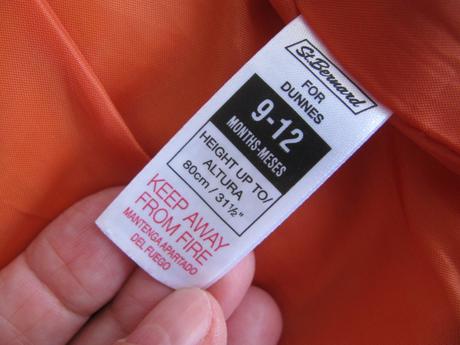 St.Bernard
FOR
DUNNES
9-12
MONTHS-MESES
HEIGHT UP TO/
ALTURA
80cm / 31½"
KEEP AWAY
FROM FIRE
MANTENGA APARTADO
DEL FUEGO